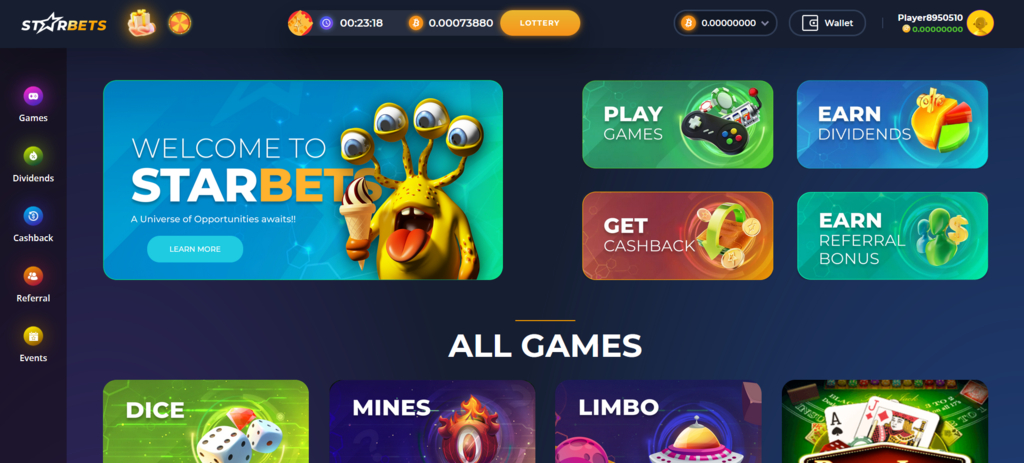 STARBETS
00:23:18
0.00073880
LOTTERY
0.00000000
Wallet
Player8950510
0.00000000
Games
Dividends
Cashback
Referral
Events
WELCOME TO
STARBETS
A Universe of Opportunities awaits!!
LEARN MORE
PLAY
GAMES
EARN
DIVIDENDS
GET
CASHBACK
EARN
REFERRAL
BONUS
ALL GAMES
DICE
MINES
LIMBO